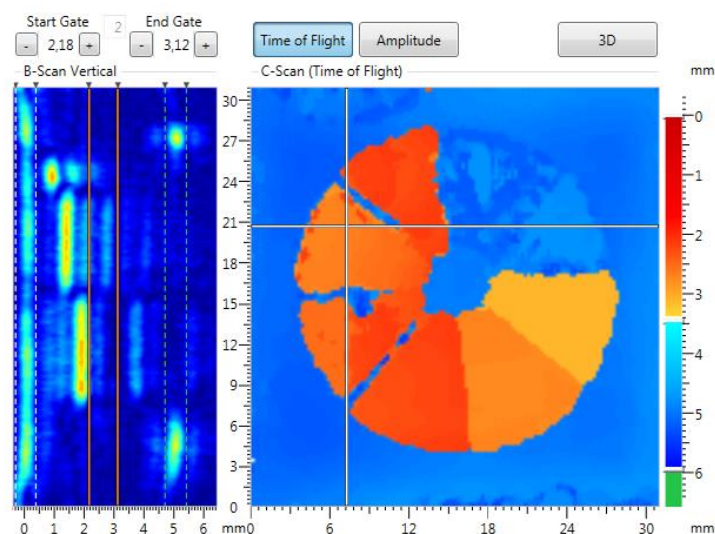 Start Gate 2 End Gate
- 2,18 + - 3,12 +
Time of Flight Amplitude 3D
B-Scan Vertical
C-Scan (Time of Flight)
mm
30
27
24
21
18
15
12
9
6
3
0
0 1 2 3 4 5 6 mm
0 6 12 18 24 30
mm
0
1
2
3
4
5
6